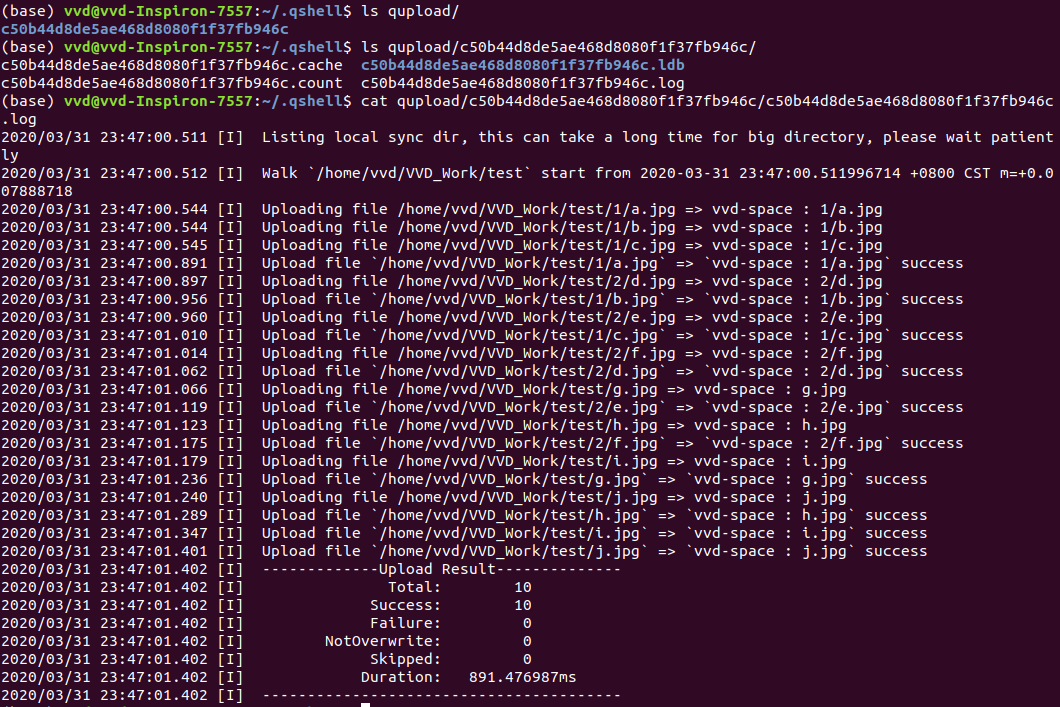 (base) vvd@vvd-Inspiron-7557:~/.qshell$ ls qupload/
c50b44d8de5ae468d8080f1f37fb946c
(base) vvd@vvd-Inspiron-7557:~/.qshell$ ls qupload/c50b44d8de5ae468d8080f1f37fb946c/
c50b44d8de5ae468d8080f1f37fb946c.cache  c50b44d8de5ae468d8080f1f37fb946c.ldb
c50b44d8de5ae468d8080f1f37fb946c.count  c50b44d8de5ae468d8080f1f37fb946c.log
(base) vvd@vvd-Inspiron-7557:~/.qshell$ cat qupload/c50b44d8de5ae468d8080f1f37fb946c/c50b44d8de5ae468d8080f1f37fb946c
.log
2020/03/31 23:47:00.511 [I]  Listing local sync dir, this can take a long time for big directory, please wait patient
ly
2020/03/31 23:47:00.512 [I]  Walk `/home/vvd/VVD_Work/test` start from 2020-03-31 23:47:00.511996714 +0800 CST m=+0.0
07888718
2020/03/31 23:47:00.544 [I]  Uploading file /home/vvd/VVD_Work/test/1/a.jpg => vvd-space : 1/a.jpg
2020/03/31 23:47:00.544 [I]  Uploading file /home/vvd/VVD_Work/test/1/b.jpg => vvd-space : 1/b.jpg
2020/03/31 23:47:00.545 [I]  Uploading file /home/vvd/VVD_Work/test/1/c.jpg => vvd-space : 1/c.jpg
2020/03/31 23:47:00.891 [I]  Upload file `/home/vvd/VVD_Work/test/1/a.jpg` => `vvd-space : 1/a.jpg` success
2020/03/31 23:47:00.897 [I]  Uploading file /home/vvd/VVD_Work/test/2/d.jpg => vvd-space : 2/d.jpg
2020/03/31 23:47:00.956 [I]  Upload file `/home/vvd/VVD_Work/test/1/b.jpg` => `vvd-space : 1/b.jpg` success
2020/03/31 23:47:00.960 [I]  Uploading file /home/vvd/VVD_Work/test/2/e.jpg => vvd-space : 2/e.jpg
2020/03/31 23:47:01.010 [I]  Upload file `/home/vvd/VVD_Work/test/1/c.jpg` => `vvd-space : 1/c.jpg` success
2020/03/31 23:47:01.014 [I]  Uploading file /home/vvd/VVD_Work/test/2/f.jpg => vvd-space : 2/f.jpg
2020/03/31 23:47:01.062 [I]  Upload file `/home/vvd/VVD_Work/test/2/d.jpg` => `vvd-space : 2/d.jpg` success
2020/03/31 23:47:01.066 [I]  Uploading file /home/vvd/VVD_Work/test/g.jpg => vvd-space : g.jpg
2020/03/31 23:47:01.119 [I]  Upload file `/home/vvd/VVD_Work/test/2/e.jpg` => `vvd-space : 2/e.jpg` success
2020/03/31 23:47:01.123 [I]  Uploading file /home/vvd/VVD_Work/test/h.jpg => vvd-space : h.jpg
2020/03/31 23:47:01.175 [I]  Upload file `/home/vvd/VVD_Work/test/2/f.jpg` => `vvd-space : 2/f.jpg` success
2020/03/31 23:47:01.179 [I]  Uploading file /home/vvd/VVD_Work/test/i.jpg => vvd-space : i.jpg
2020/03/31 23:47:01.236 [I]  Upload file `/home/vvd/VVD_Work/test/g.jpg` => `vvd-space : g.jpg` success
2020/03/31 23:47:01.240 [I]  Uploading file /home/vvd/VVD_Work/test/j.jpg => vvd-space : j.jpg
2020/03/31 23:47:01.289 [I]  Upload file `/home/vvd/VVD_Work/test/h.jpg` => `vvd-space : h.jpg` success
2020/03/31 23:47:01.347 [I]  Upload file `/home/vvd/VVD_Work/test/i.jpg` => `vvd-space : i.jpg` success
2020/03/31 23:47:01.401 [I]  Upload file `/home/vvd/VVD_Work/test/j.jpg` => `vvd-space : j.jpg` success
2020/03/31 23:47:01.402 [I]  -------------Upload Result--------------
2020/03/31 23:47:01.402 [I]                Total:        10
2020/03/31 23:47:01.402 [I]              Success:        10
2020/03/31 23:47:01.402 [I]              Failure:         0
2020/03/31 23:47:01.402 [I]         NotOverwrite:         0
2020/03/31 23:47:01.402 [I]              Skipped:         0
2020/03/31 23:47:01.402 [I]             Duration:   891.476987ms
2020/03/31 23:47:01.402 [I]  ----------------------------------------